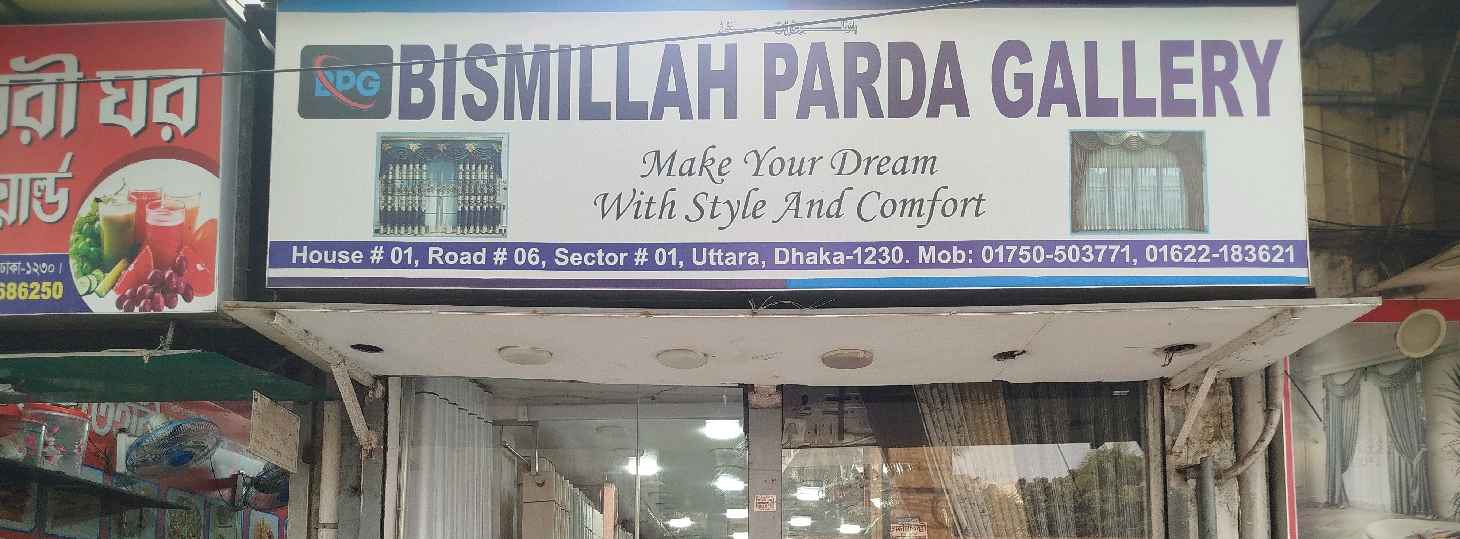 BPG BISMILLAH PARDA GALLERY
Make Your Dream
With Style And Comfort
House # 01, Road # 06, Sector # 01, Uttara, Dhaka-1230. Mob: 01750-503771, 01622-183621
ঘর
ঢাকা-১২৩০।
686250